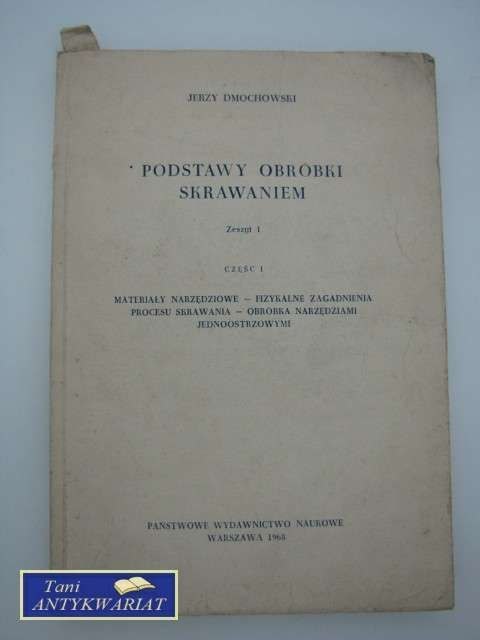 JERZY DMOCHOWSKI
PODSTAWY OBRÓBKI
SKRAWANIEM
Zeszyt 1
CZĘŚĆ I
MATERIAŁY NARZĘDZIOWE — FIZYKALNE ZAGADNIENIA
PROCESU SKRAWANIA — OBRÓBKA NARZĘDZIAMI
JEDNOOSTRZOWYMI
PAŃSTWOWE WYDAWNICTWO NAUKOWE
WARSZAWA 1968
Tani
ANTYKWARIAT